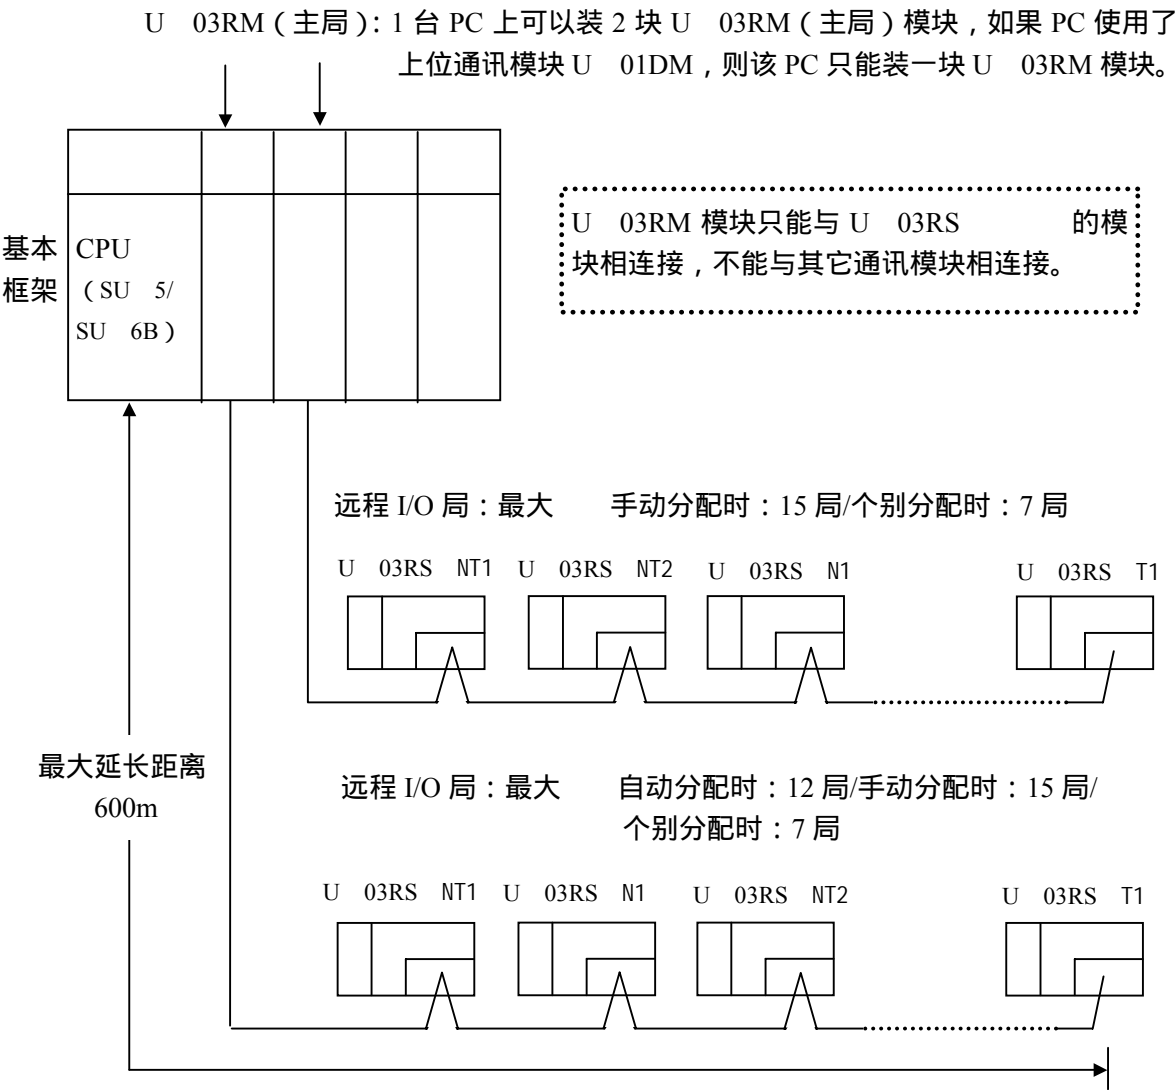 U 03RM(主局):1 台 PC 上可以装 2 块 U 03RM(主局)模块,如果 PC 使用了
上位通讯模块 U 01DM,则该 PC 只能装一块 U 03RM 模块。
U 03RM 模块只能与 U 03RS 的模
块相连接,不能与其它通讯模块相连接。
基本
框架
CPU
(SU 5/
SU 6B)
远程 I/O 局:最大 手动分配时:15 局/个别分配时:7 局
U 03RS NT1 U 03RS NT2 U 03RS N1 U 03RS T1
最大延长距离
600m
远程 I/O 局:最大 自动分配时:12 局/手动分配时:15 局/
个别分配时:7 局
U 03RS NT1 U 03RS N1 U 03RS NT2 U 03RS T1